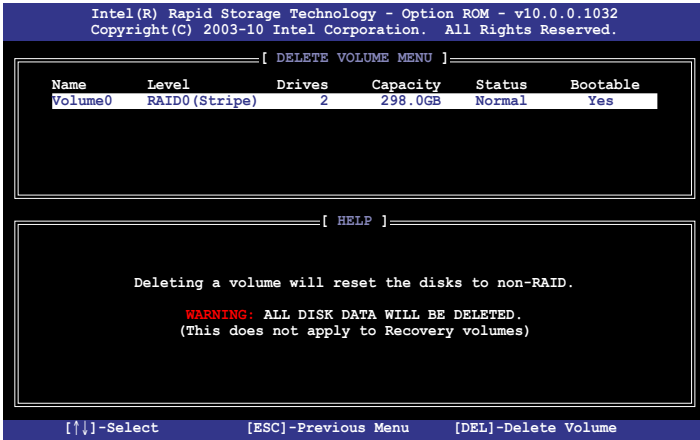 Intel(R) Rapid Storage Technology - Option ROM - v10.0.0.1032
Copyright(C) 2003-10 Intel Corporation.  All Rights Reserved.
[ DELETE VOLUME MENU ]
Name Level Drives Capacity Status Bootable
Volume0 RAID0(Stripe) 2 298.0GB Normal Yes
[ HELP ]
Deleting a volume will reset the disks to non-RAID.
WARNING: ALL DISK DATA WILL BE DELETED.
(This does not apply to Recovery volumes)
[↑↓]-Select [ESC]-Previous Menu [DEL]-Delete Volume